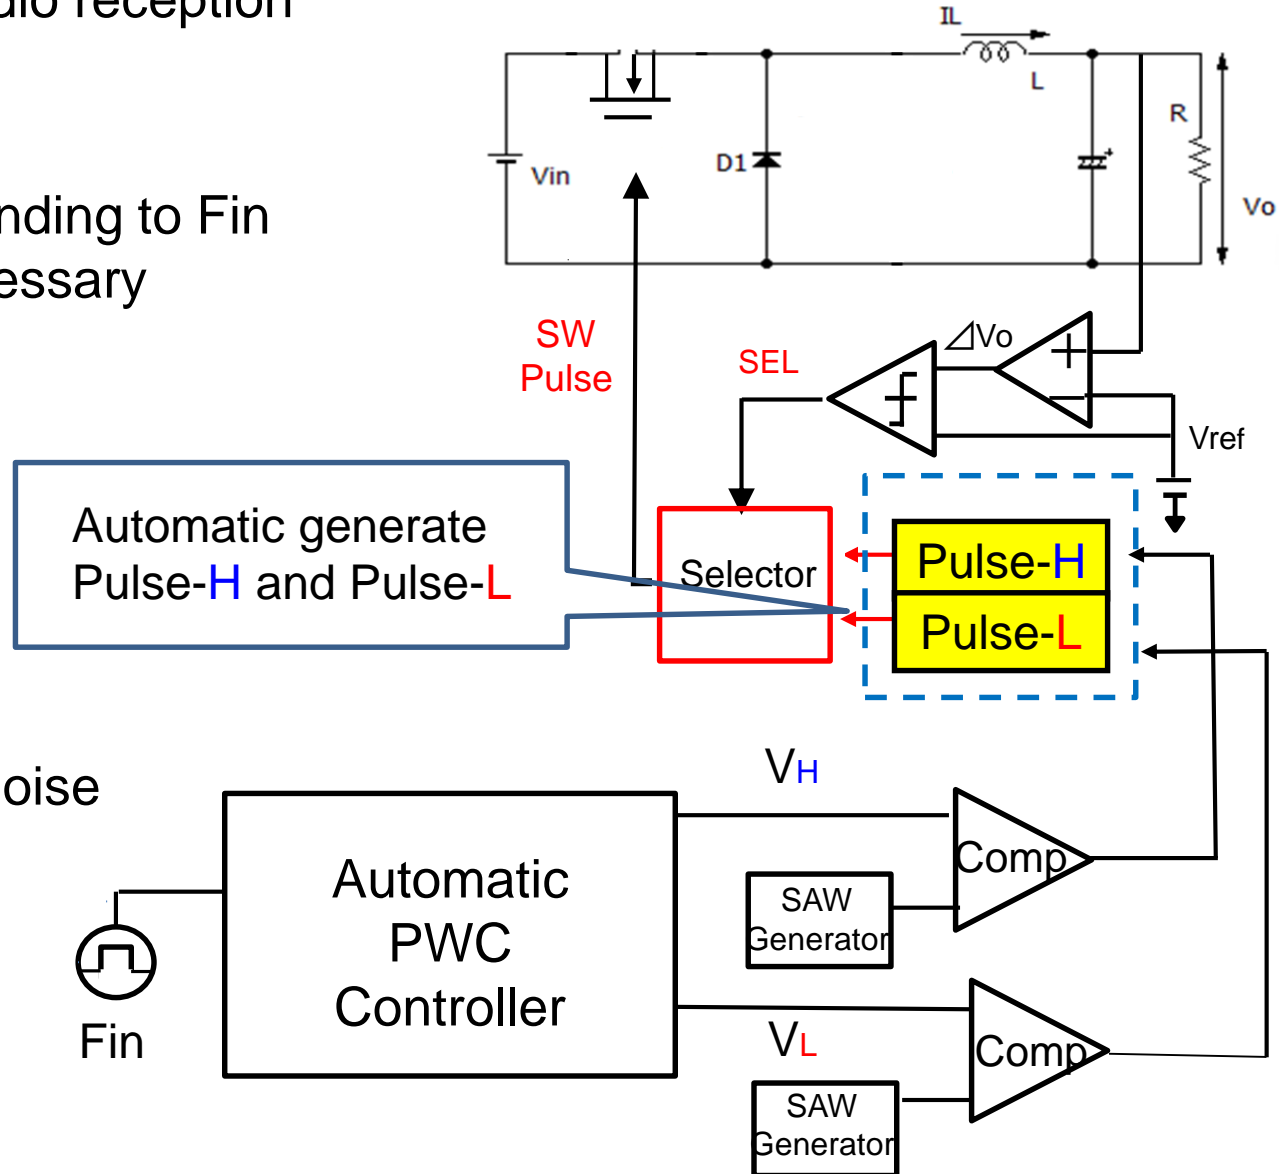 dio reception
IL
L
R
D1
Vin
+
Vo
nding to Fin
essary
SW
Pulse
SEL
⊿Vo
+
−
Vref
Automatic generate
Pulse-H and Pulse-L
Selector
Pulse-H
Pulse-L
oise
VH
Automatic
PWC
Controller
Comp
SAW
Generator
Fin
VL
Comp
SAW
Generator